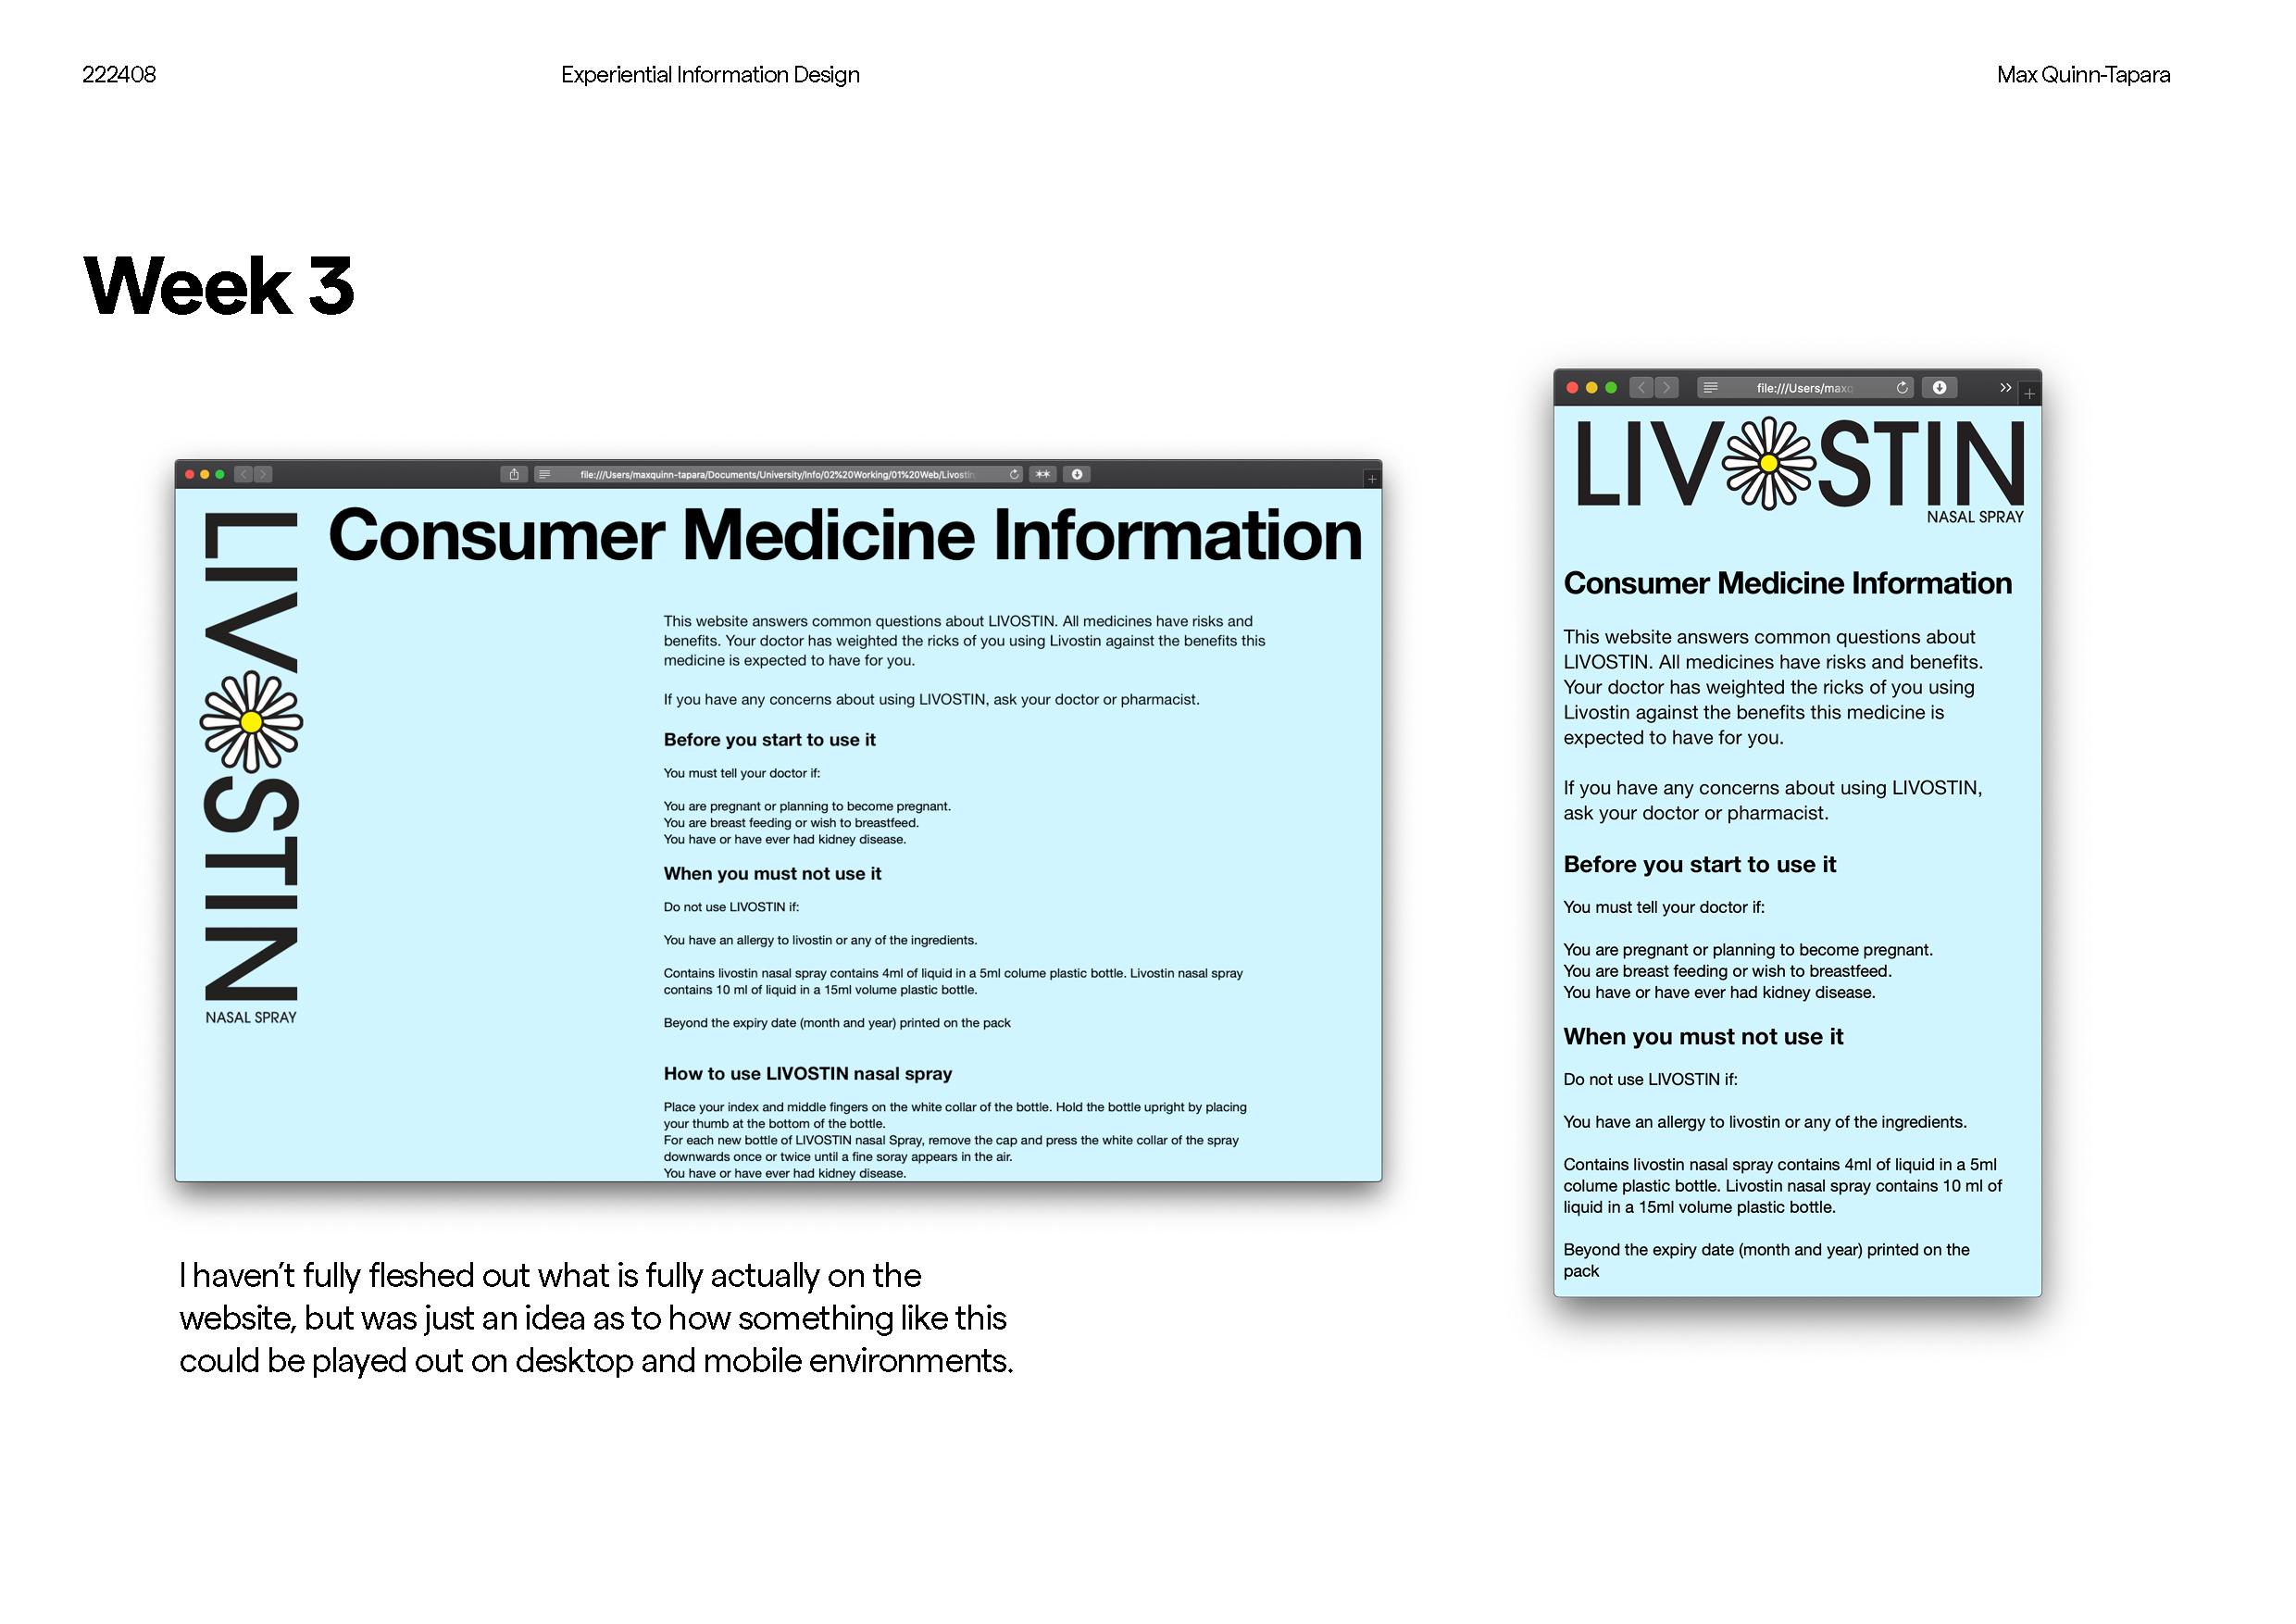 222408
Experiential Information Design
Max Quinn-Tapara
Week 3
file:///Users/maxquinn-tapara/Documents/University/Info/02%20Working/01%20Web/Livostin
LIVOSTIN
NASAL SPRAY
Consumer Medicine Information
This website answers common questions about LIVOSTIN. All medicines have risks and
benefits. Your doctor has weighted the ricks of you using Livostin against the benefits this
medicine is expected to have for you.
If you have any concerns about using LIVOSTIN, ask your doctor or pharmacist.
Before you start to use it
You must tell your doctor if:
You are pregnant or planning to become pregnant.
You are breast feeding or wish to breastfeed.
You have or have ever had kidney disease.
When you must not use it
Do not use LIVOSTIN if:
You have an allergy to livostin or any of the ingredients.
Contains livostin nasal spray contains 4ml of liquid in a 5ml colume plastic bottle. Livostin nasal spray
contains 10 ml of liquid in a 15ml volume plastic bottle.
Beyond the expiry date (month and year) printed on the pack
How to use LIVOSTIN nasal spray
Place your index and middle fingers on the white collar of the bottle. Hold the bottle upright by placing
your thumb at the bottom of the bottle.
For each new bottle of LIVOSTIN nasal Spray, remove the cap and press the white collar of the spray
downwards once or twice until a fine soray appears in the air.
You have or have ever had kidney disease.
I haven't fully fleshed out what is fully actually on the
website, but was just an idea as to how something like this
could be played out on desktop and mobile environments.
file:///Users/maxq
LIVOSTIN
NASAL SPRAY
Consumer Medicine Information
This website answers common questions about
LIVOSTIN. All medicines have risks and benefits.
Your doctor has weighted the ricks of you using
Livostin against the benefits this medicine is
expected to have for you.
If you have any concerns about using LIVOSTIN,
ask your doctor or pharmacist.
Before you start to use it
You must tell your doctor if:
You are pregnant or planning to become pregnant.
You are breast feeding or wish to breastfeed.
You have or have ever had kidney disease.
When you must not use it
Do not use LIVOSTIN if:
You have an allergy to livostin or any of the ingredients.
Contains livostin nasal spray contains 4ml of liquid in a 5ml
colume plastic bottle. Livostin nasal spray contains 10 ml of
liquid in a 15ml volume plastic bottle.
Beyond the expiry date (month and year) printed on the
pack